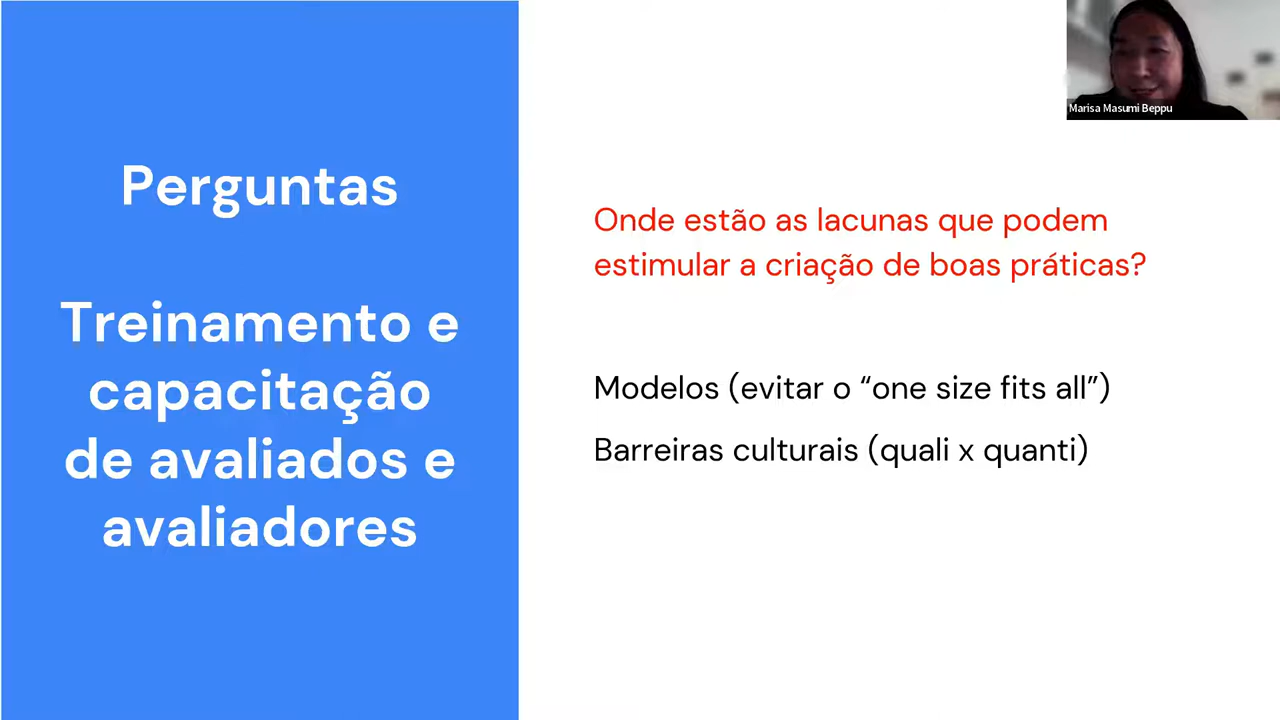 Perguntas
Treinamento e
capacitação
de avaliados e
avaliadores
Marisa Masumi Beppu
Onde estão as lacunas que podem
estimular a criação de boas práticas?
Modelos (evitar o “one size fits all”)
Barreiras culturais (quali x quanti)